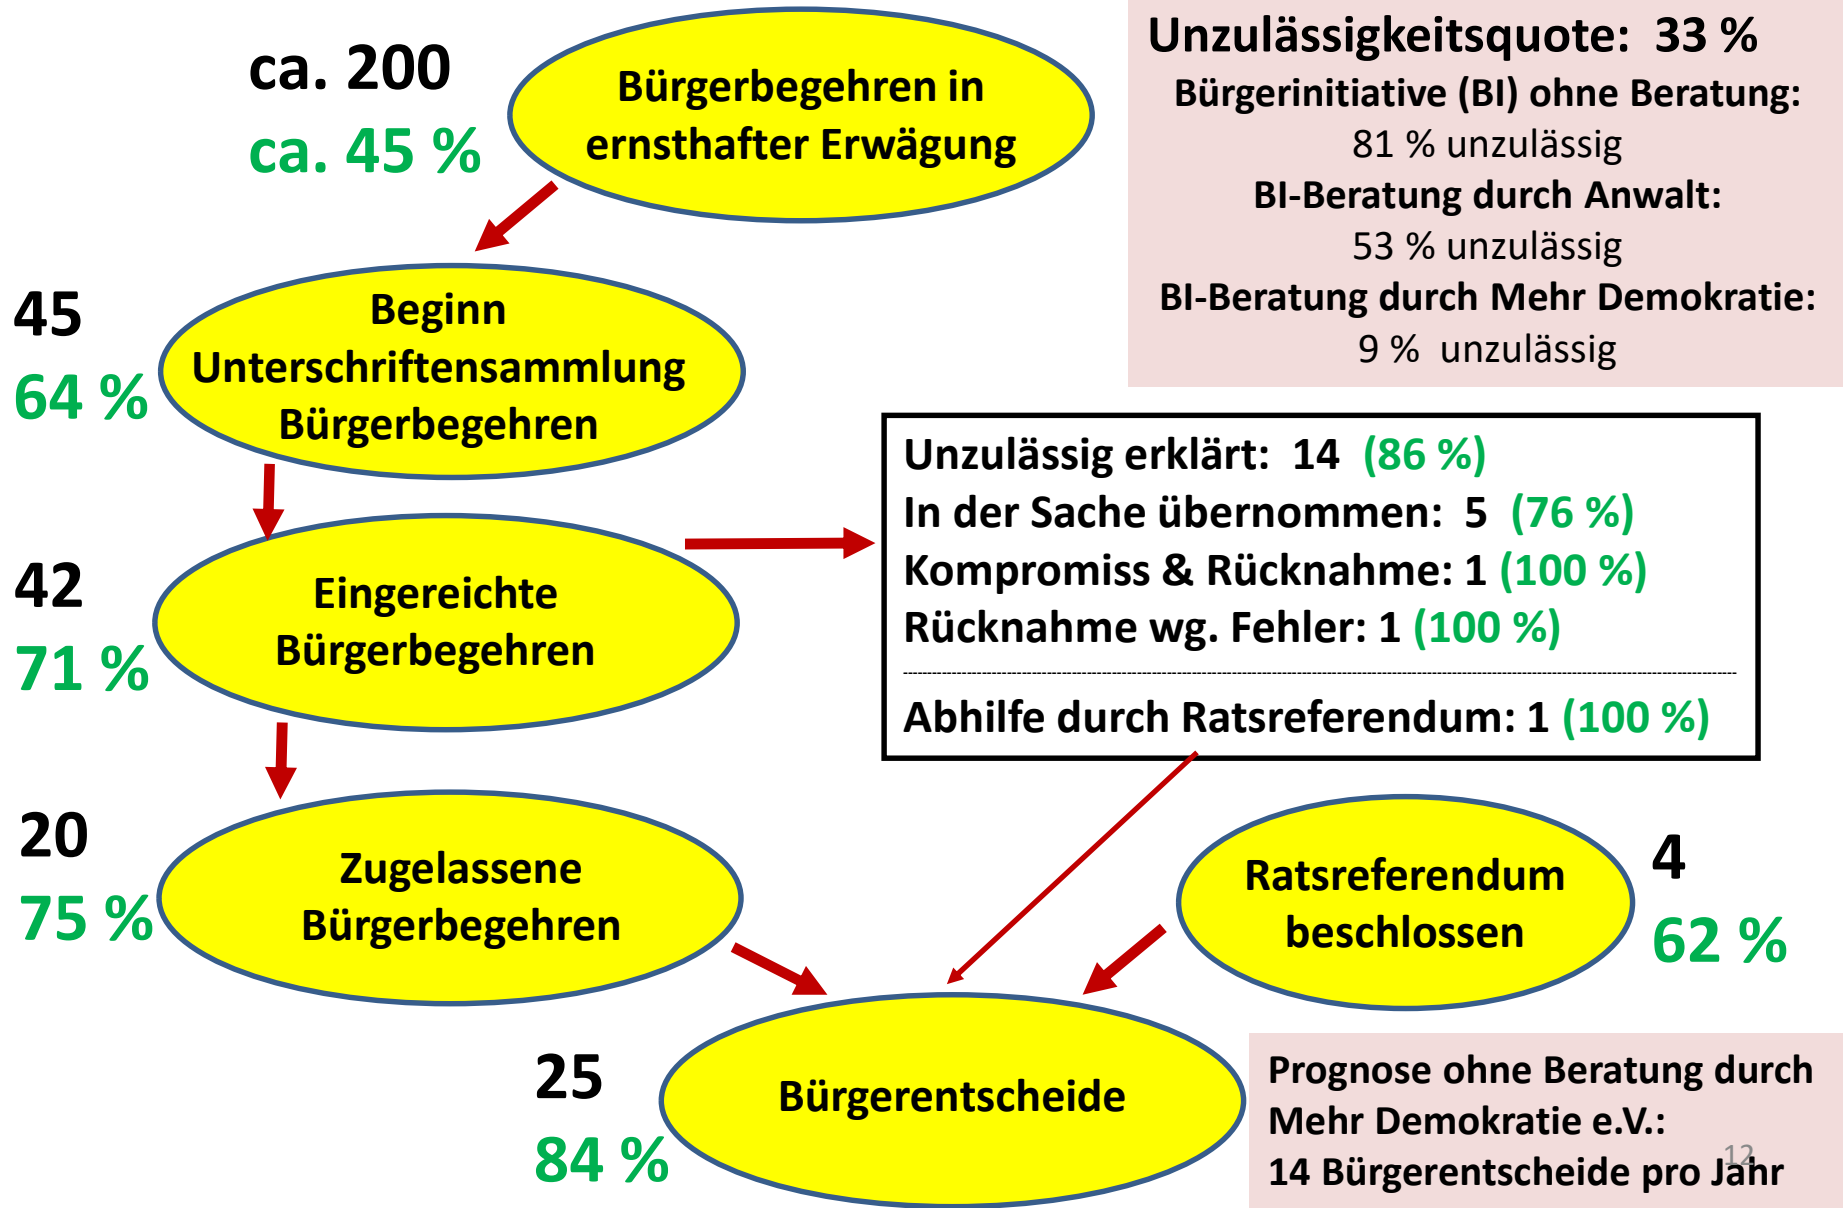 ca. 200
ca. 45 %
Bürgerbegehren in
ernsthafter Erwägung
Unzulässigkeitsquote: 33 %
Bürgerinitiative (BI) ohne Beratung:
81 % unzulässig
BI-Beratung durch Anwalt:
53 % unzulässig
BI-Beratung durch Mehr Demokratie:
9 % unzulässig
45
64 %
Beginn
Unterschriftensammlung
Bürgerbegehren
Unzulässig erklärt: 14 (86 %)
In der Sache übernommen: 5 (76 %)
Kompromiss & Rücknahme: 1 (100 %)
Rücknahme wg. Fehler: 1 (100 %)
Abhilfe durch Ratsreferendum: 1 (100 %)
42
71 %
Eingereichte
Bürgerbegehren
20
75 %
Zugelassene
Bürgerbegehren
Ratsreferendum
beschlossen
4
62 %
25
84 %
Bürgerentscheide
Prognose ohne Beratung durch
Mehr Demokratie e.V.:
14 Bürgerentscheide pro Jahr
12